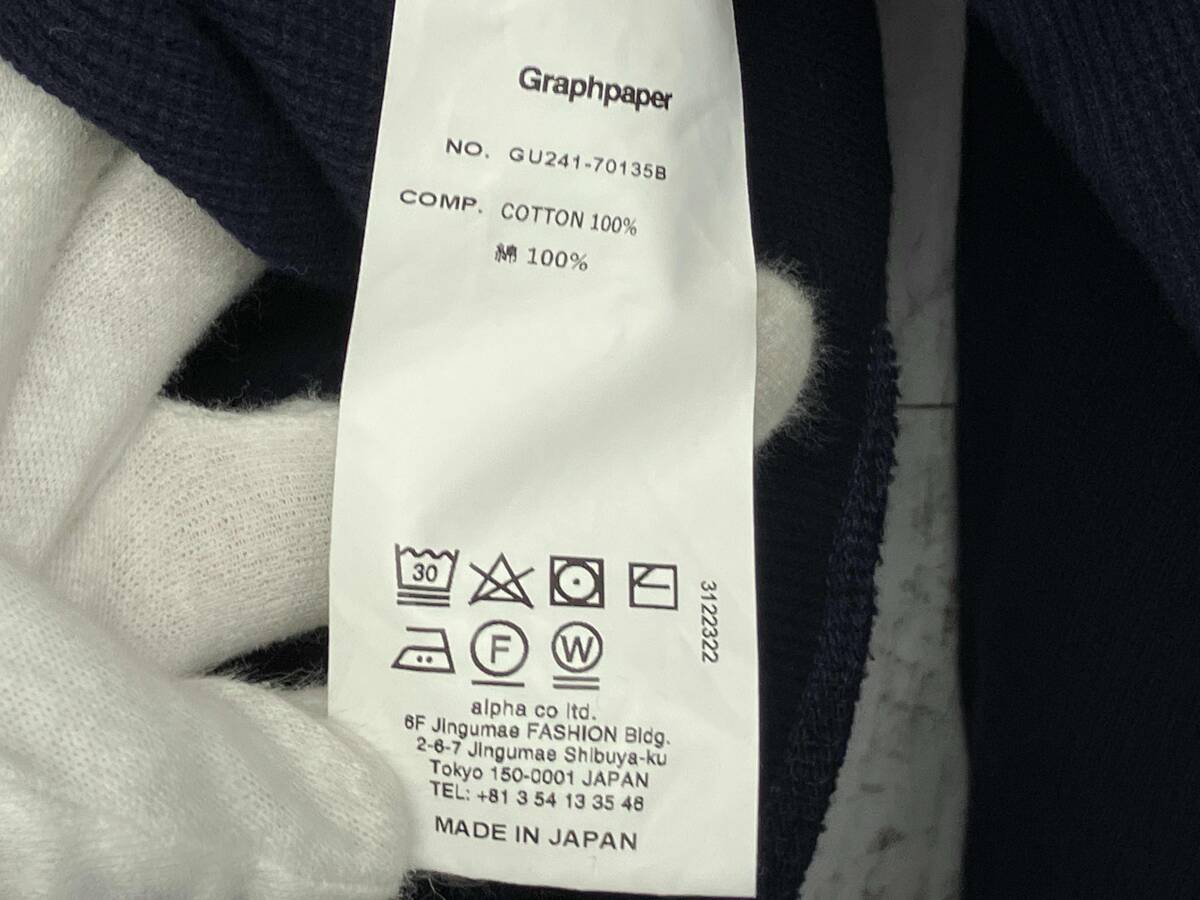 Graphpaper
NO. GU241-70135B
COMP. COTTON 100%
綿 100%
30
3122322
F
W
alpha co ltd.
6F Jingumae FASHION Bldg.
2-6-7 Jingumae Shibuya-ku
Tokyo 150-0001 JAPAN
TEL: +81 3 54 13 35 46
MADE IN JAPAN